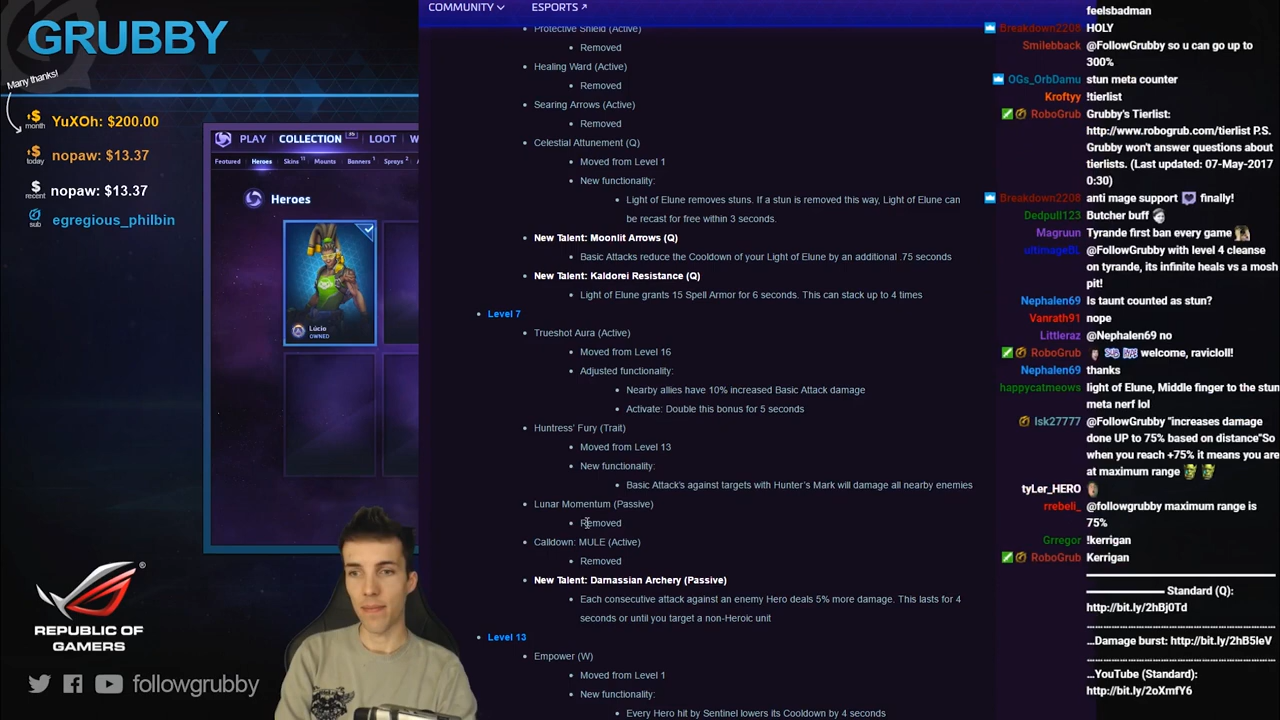 GRUBBY
Many thanks!
$ month YuXOh: $200.00
$ today nopaw: $13.37
$ recent nopaw: $13.37
sub egregious_philbin
PLAY COLLECTION LOOT W
Featured Heroes Skins 11 Mounts Banners 1 Sprays 2
Heroes
Lúcio
OWNED
REPUBLIC OF
GAMERS
followgrubby
COMMUNITY
ESPORTS
Protective Shield (Active)
Removed
Healing Ward (Active)
Removed
Searing Arrows (Active)
Removed
Celestial Attunement (Q)
Moved from Level 1
New functionality:
Light of Elune removes stuns. If a stun is removed this way, Light of Elune can
be recast for free within 3 seconds.
New Talent: Moonlit Arrows (Q)
Basic Attacks reduce the Cooldown of your Light of Elune by an additional .75 seconds
New Talent: Kaldorei Resistance (Q)
Light of Elune grants 15 Spell Armor for 6 seconds. This can stack up to 4 times
Level 7
Trueshot Aura (Active)
Moved from Level 16
Adjusted functionality:
Nearby allies have 10% increased Basic Attack damage
Activate: Double this bonus for 5 seconds
Huntress' Fury (Trait)
Moved from Level 13
New functionality:
Basic Attack's against targets with Hunter's Mark will damage all nearby enemies
Lunar Momentum (Passive)
Removed
Calldown: MULE (Active)
Removed
New Talent: Darnassian Archery (Passive)
Each consecutive attack against an enemy Hero deals 5% more damage. This lasts for 4
seconds or until you target a non-Heroic unit
Level 13
Empower (W)
Moved from Level 1
New functionality:
Every Hero hit by Sentinel lowers its Cooldown by 4 seconds
feelsbadman
Breakdown2206 HOLY
Smilebback @FollowGrubby so u can go up to
300%
OGs_OrbDamu stun meta counter
Kroftyy !tierlist
RoboGrub Grubby's Tierlist:
http://www.robogrub.com/tierlist P.S.
Grubby won't answer questions about
tierlists. (Last updated: 07-May-2017
0:30)
Breakdown2206 anti mage support finally!
Dedpull123 Butcher buff
Magruun Tyrande first ban every game
ultimageBL @FollowGrubby with level 4 cleanse
on tyrande, its infinite heals vs a mosh
pit!
Nephalen69 Is taunt counted as stun?
Vanrath91 nope
Littleraz @Nephalen69 no
RoboGrub welcome, ravicloll!
Nephalen69 thanks
happycatmeows light of Elune, Middle finger to the stun
meta nerf lol
lsk27777 @FollowGrubby "increases damage
done UP to 75% based on distance"So
when you reach +75% it means you are
at maximum range
tyLer_HERO
rrebeli_ @followgrubby maximum range is
75%
Grregor !kerrigan
RoboGrub Kerrigan
Standard (Q):
http://bit.ly/2hBj0Td
...Damage burst: http://bit.ly/2hB5IeV
...YouTube (Standard):
http://bit.ly/2oXmfY6